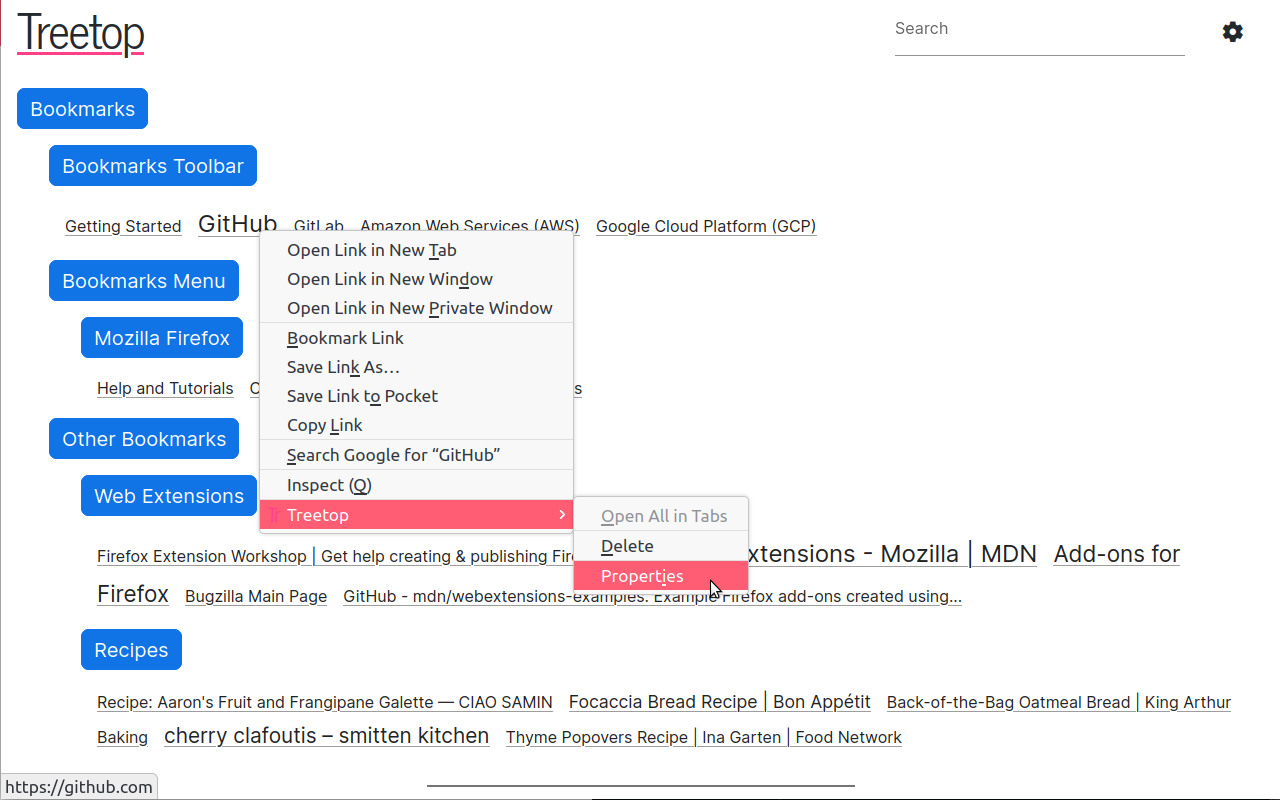 Treetop
Search
Bookmarks
Bookmarks Toolbar
Getting Started GitHub GitLab Amazon Web Services (AWS) Google Cloud Platform (GCP)
Bookmarks Menu
Mozilla Firefox
Help and Tutorials
Other Bookmarks
Web Extensions
Firefox Extension Workshop | Get help creating & publishing
xtensions - Mozilla | MDN Add-ons for
Firefox Bugzilla Main Page GitHub - mdn/webextensions-examples: Example Firefox add-ons created using...
Recipes
Recipe: Aaron's Fruit and Frangipane Galette — CIAO SAMIN Focaccia Bread Recipe | Bon Appétit Back-of-the-Bag Oatmeal Bread | King Arthur
Baking cherry clafoutis – smitten kitchen Thyme Popovers Recipe | Ina Garten | Food Network
Open Link in New Tab
Open Link in New Window
Open Link in New Private Window
Bookmark Link
Save Link As…
Save Link to Pocket
Copy Link
Search Google for “GitHub”
Inspect (Q)
Tr Treetop
Open All in Tabs
Delete
Properties
https://github.com